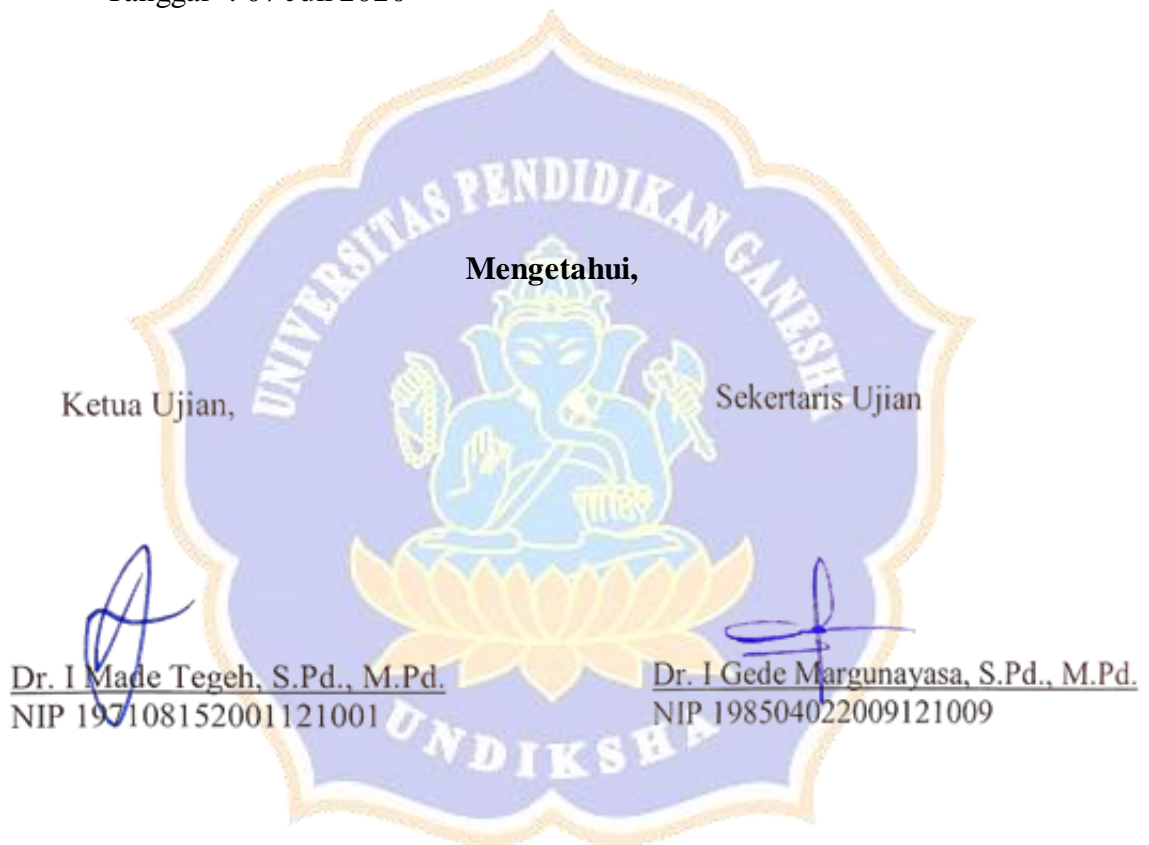 UNIVERSITAS PENDIDIKAN GANESHA
Mengetahui,
Ketua Ujian,
Sekertaris Ujian
Dr. I Made Tegeh, S.Pd., M.Pd.
NIP 197108152001121001
Dr. I Gede Margunayasa, S.Pd., M.Pd.
NIP 198504022009121009
UNDIKSHA